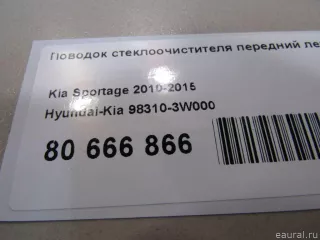 Поводок стеклоочистителя передний
Kia Sportage 2010-2015
Hyundai-Kia 98310-3W000
80 666 866
eaural.ru